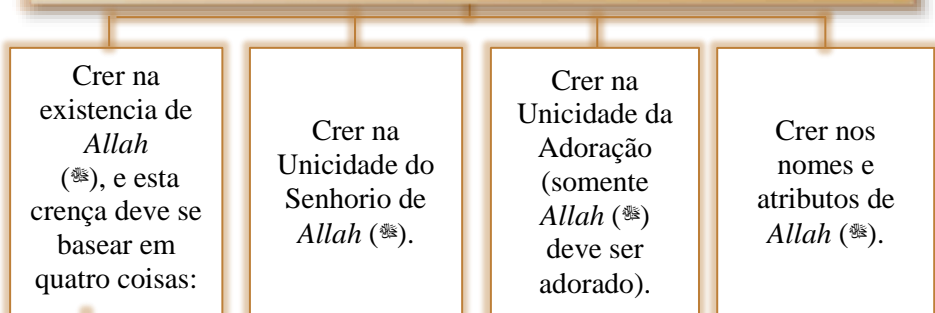 Crer na
existencia de
Allah
(ﷻ), e esta
crença deve se
basear em
quatro coisas:
Crer na
Unicidade do
Senhorio de
Allah (ﷻ).
Crer na
Unicidade da
Adoração
(somente
Allah (ﷻ)
deve ser
adorado).
Crer nos
nomes e
atributos de
Allah (ﷻ).